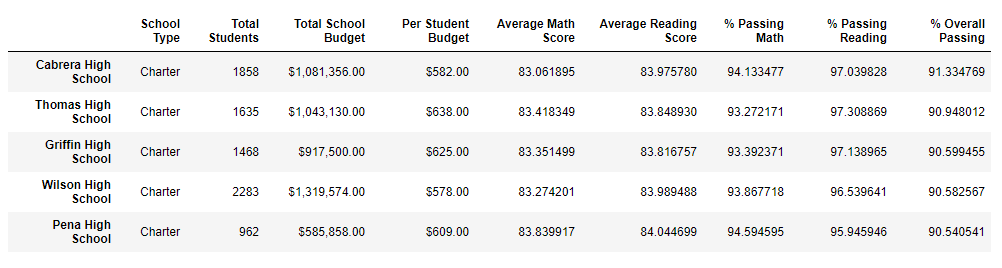 School Type Total Students Total School Budget Per Student Budget Average Math Score Average Reading Score % Passing Math % Passing Reading % Overall Passing
Cabrera High School Charter 1858 $1,081,356.00 $582.00 83.061895 83.975780 94.133477 97.039828 91.334769
Thomas High School Charter 1635 $1,043,130.00 $638.00 83.418349 83.848930 93.272171 97.308869 90.948012
Griffin High School Charter 1468 $917,500.00 $625.00 83.351499 83.816757 93.392371 97.138965 90.599455
Wilson High School Charter 2283 $1,319,574.00 $578.00 83.274201 83.989488 93.867718 96.539641 90.582567
Pena High School Charter 962 $585,858.00 $609.00 83.839917 84.044699 94.594595 95.945946 90.540541